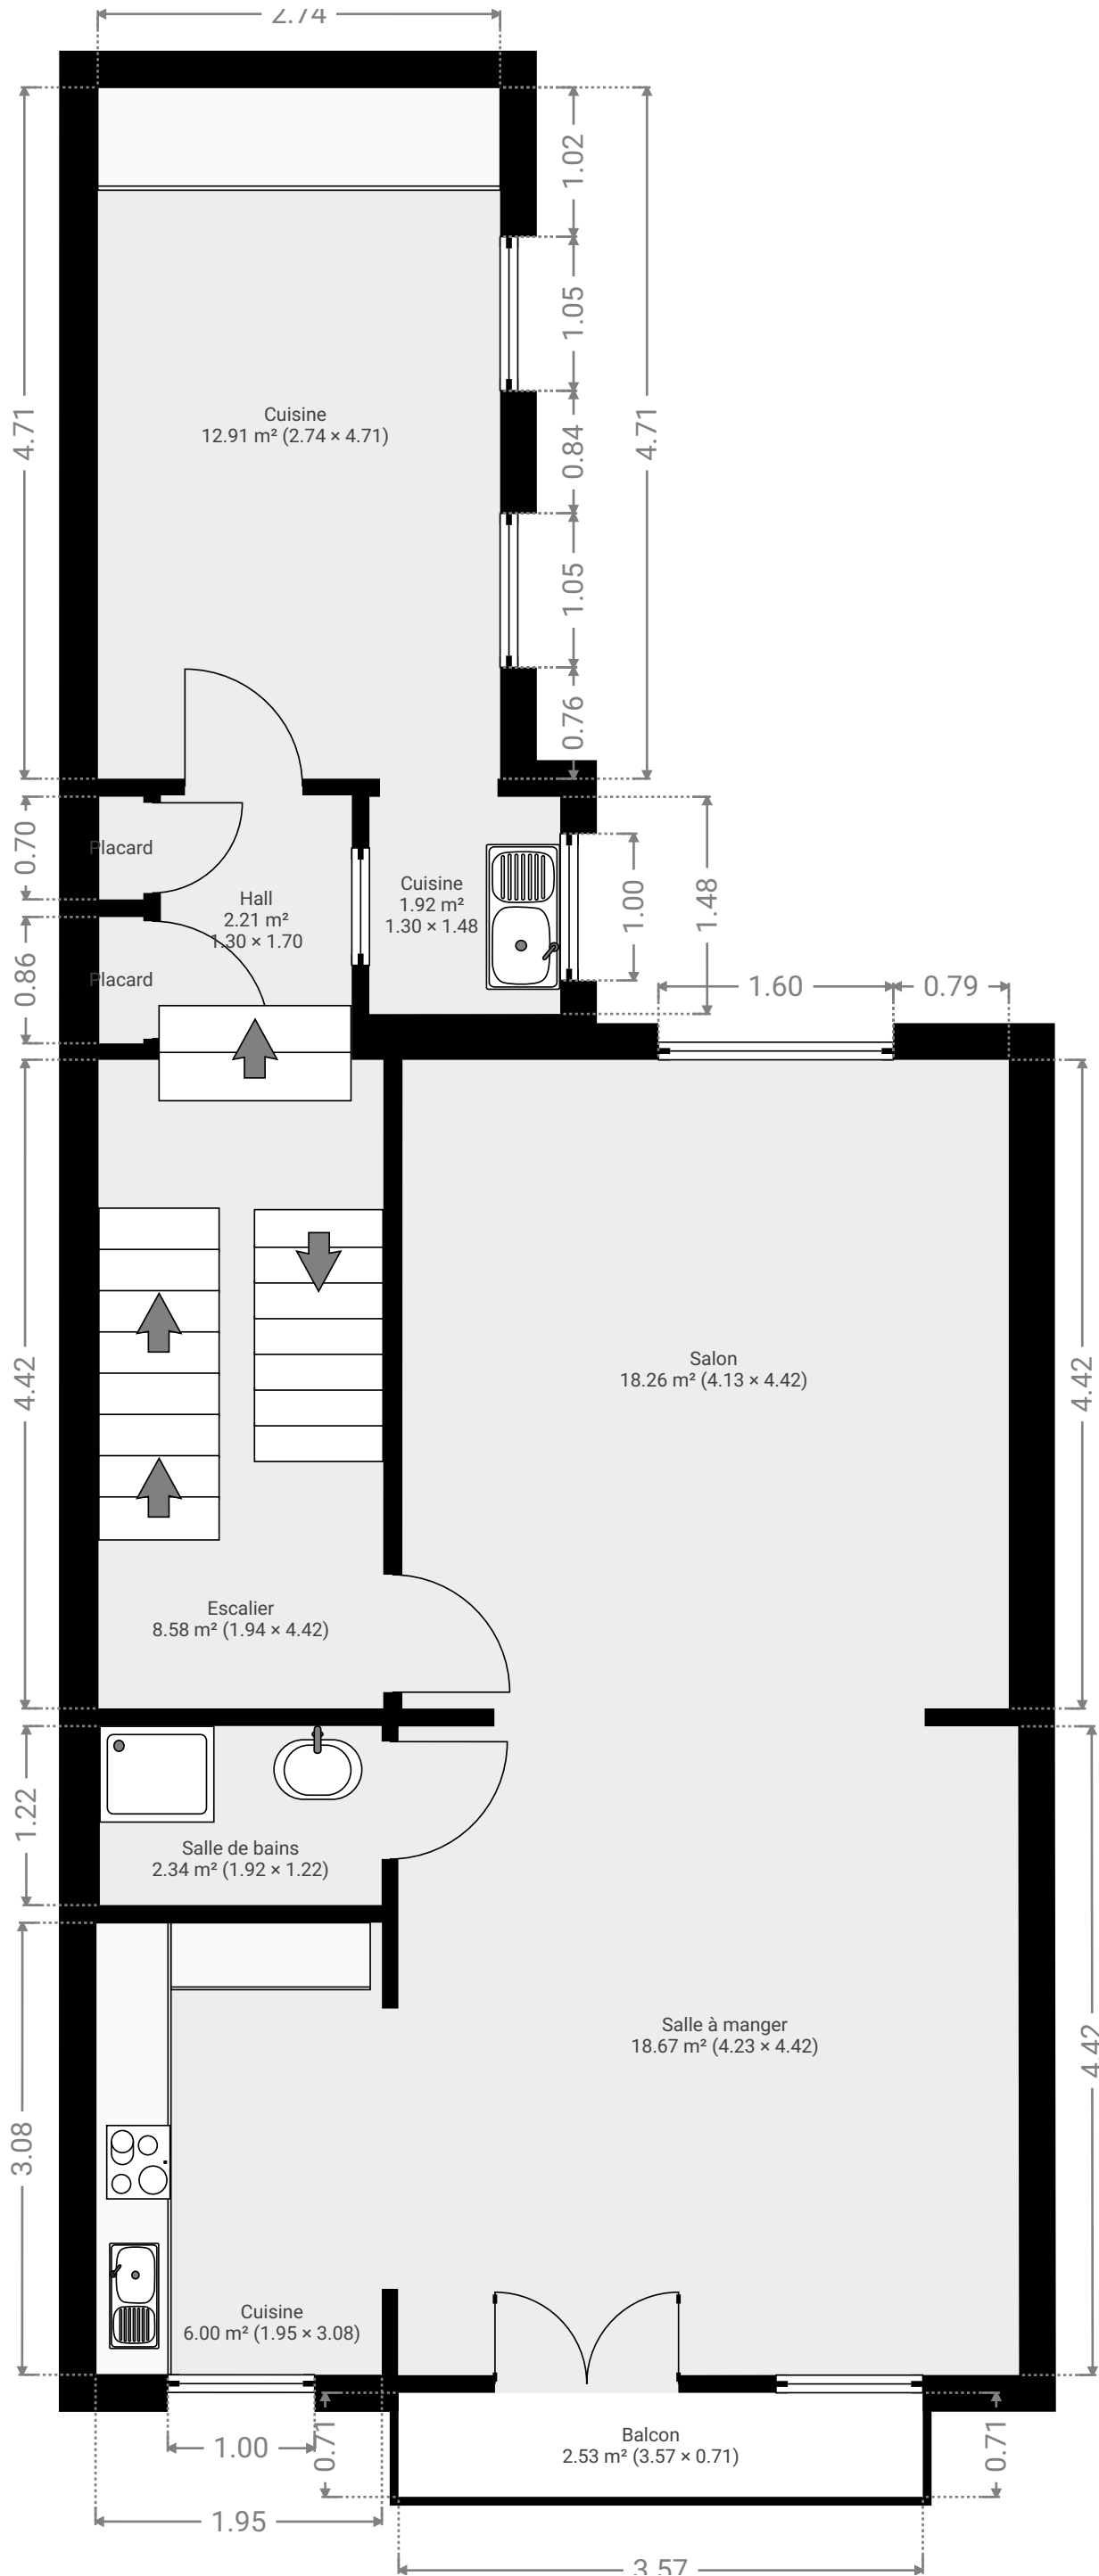 2.74
1.02
1.05
4.71
Cuisine
12.91 m² (2.74 × 4.71)
0.84
4.71
1.05
0.76
0.70
Placard
Hall
2.21 m²
1.30 × 1.70
Cuisine
1.92 m²
1.30 × 1.48
1.00
1.48
0.86
Placard
1.60
0.79
4.42
Salon
18.26 m² (4.13 × 4.42)
4.42
Escalier
8.58 m² (1.94 × 4.42)
1.22
Salle de bains
2.34 m² (1.92 × 1.22)
Salle à manger
18.67 m² (4.23 × 4.42)
4.42
3.08
Cuisine
6.00 m² (1.95 × 3.08)
Balcon
2.53 m² (3.57 × 0.71)
1.00
0.71
0.71
1.95
3.57